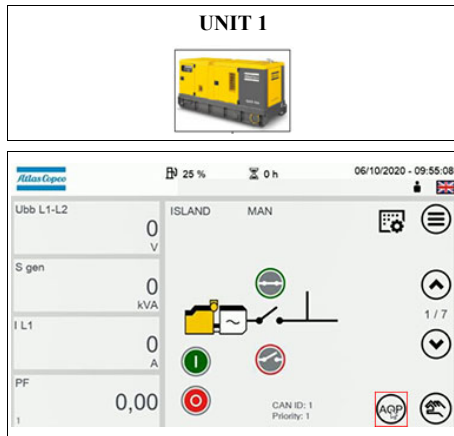 UNIT 1
Atlas Copco
25 %
0 h
06/10/2020 - 09:55:08
Ubb L1-L2
0
V
ISLAND
MAN
S gen
0
kVA
1 / 7
I L1
0
A
PF
0,00
1
CAN ID: 1
Priority: 1
AOP